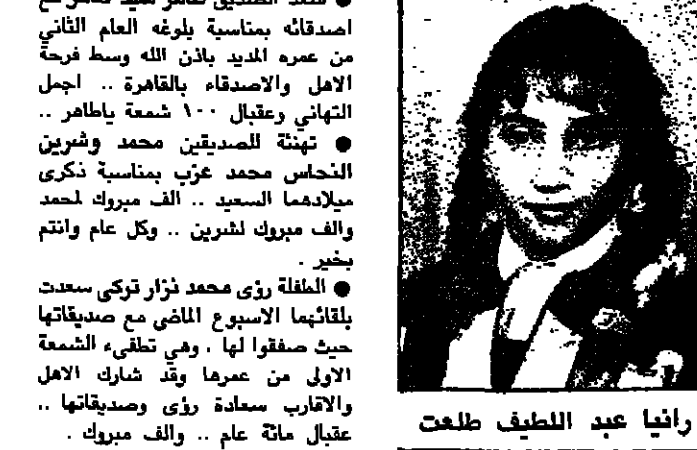 اصدقائه بمناسبة بلوغه العام الثاني
من عمره المديد باذن الله وسط فرحة
الاهل والاصدقاء بالقاهرة .. اجمل
التهاني وعقبال ١٠٠ شمعة ياطاهر ..
● تهنئة للصديقين محمد وشرين
النحاس محمد عزب بمناسبة ذكرى
ميلادهما السعيد .. الف مبروك لمحمد
والف مبروك لشرين .. وكل عام وانتم
بخير .
● الطفلة رؤى محمد نزار تركي سعدت
بلقائهما الاسبوع الماضي مع صديقاتها
حيث صفقوا لها . وهي تطفىء الشمعة
الاولى من عمرها وقد شارك الاهل
والاقارب سعادة رؤى وصديقاتها ..
عقبال مائة عام .. والف مبروك .
رانيا عبد اللطيف طلعت